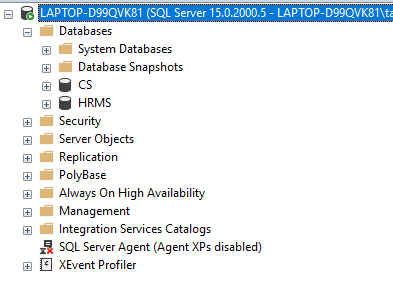 LAPTOP-D99QVK81 (SQL Server 15.0.2000.5 - LAPTOP-D99QVK81\ta
Databases
System Databases
Database Snapshots
CS
HRMS
Security
Server Objects
Replication
PolyBase
Always On High Availability
Management
Integration Services Catalogs
SQL Server Agent (Agent XPs disabled)
XEvent Profiler